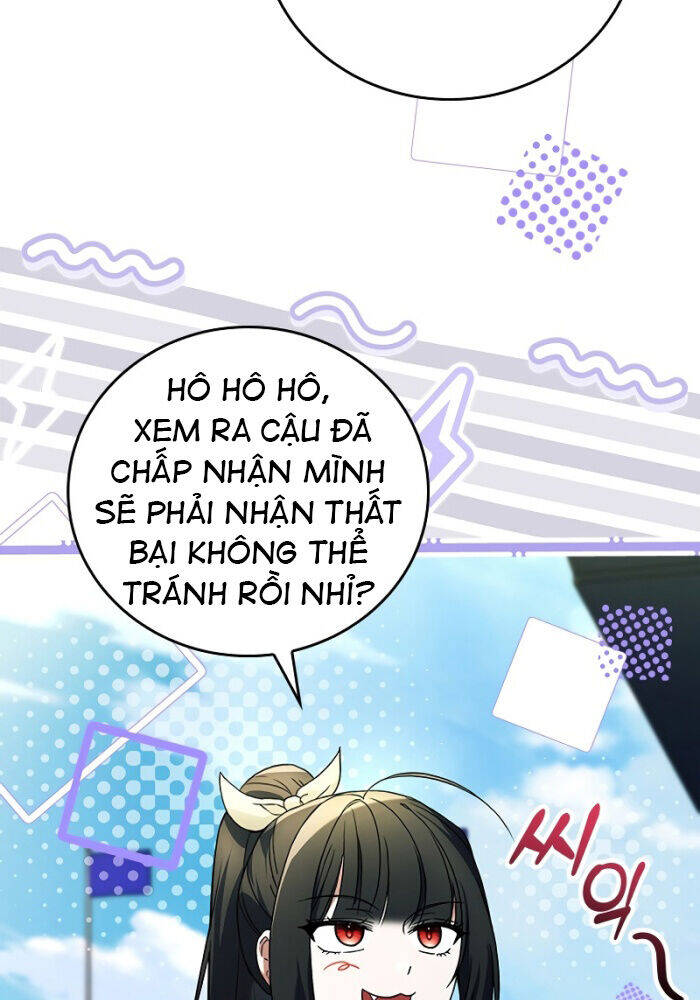 HÔ HÔ HÔ,
XEM RA CẬU ĐÃ
CHẤP NHẬN MÌNH
SẼ PHẢI NHẬN THẤT
BẠI KHÔNG THỂ
TRÁNH RỒI NHỈ?
씨익